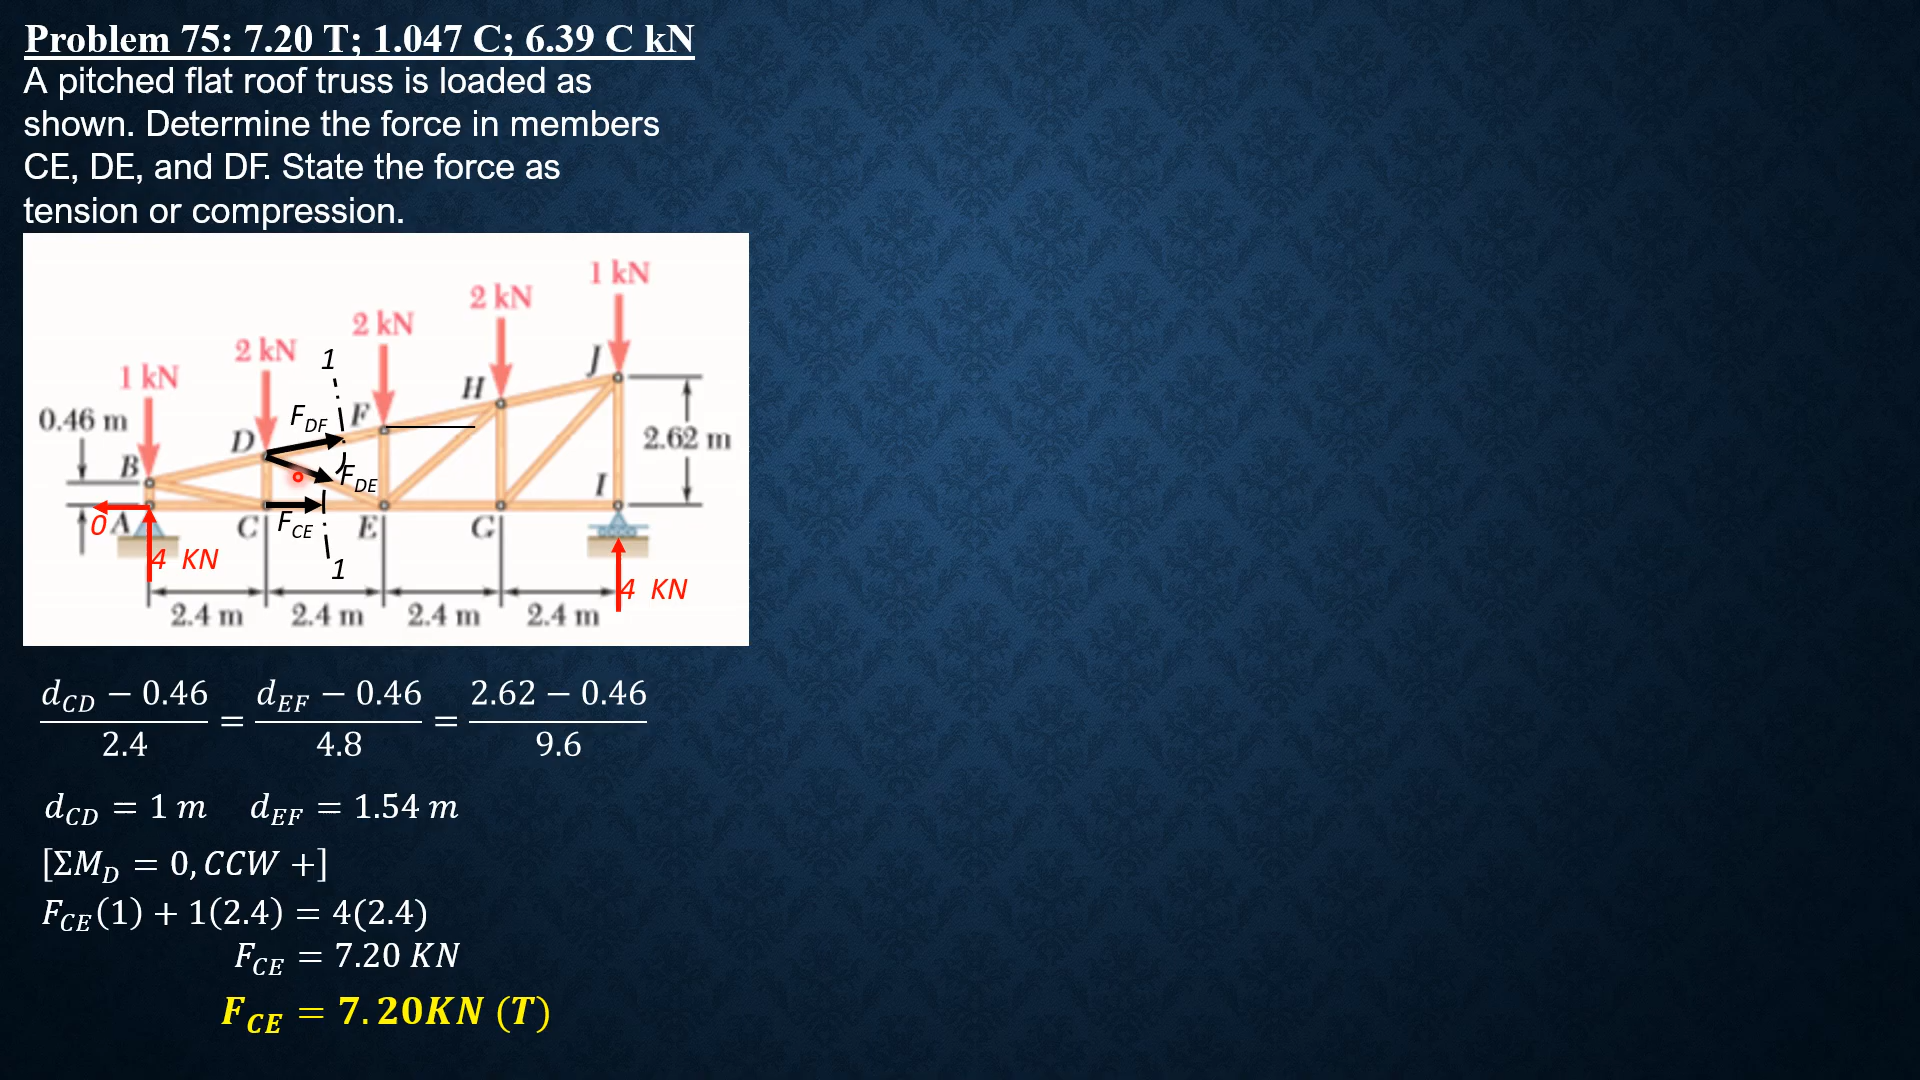 Problem 75: 7.20 T; 1.047 C; 6.39 C kN
A pitched flat roof truss is loaded as
shown. Determine the force in members
CE, DE, and DF. State the force as
tension or compression.
1 kN
2 kN
2 kN
2 kN
1 kN
1
J
H
F_DF
F
0.46 m
D
2.62 m
B
F_DE
I
0
A
C
F_CE
E
G
4 KN
1
4 KN
2.4 m
2.4 m
2.4 m
2.4 m
(d_CD − 0.46)/2.4 = (d_EF − 0.46)/4.8 = (2.62 − 0.46)/9.6
d_CD = 1 m d_EF = 1.54 m
[ΣM_D = 0, CCW +]
F_CE(1) + 1(2.4) = 4(2.4)
F_CE = 7.20 KN
F_CE = 7.20KN (T)